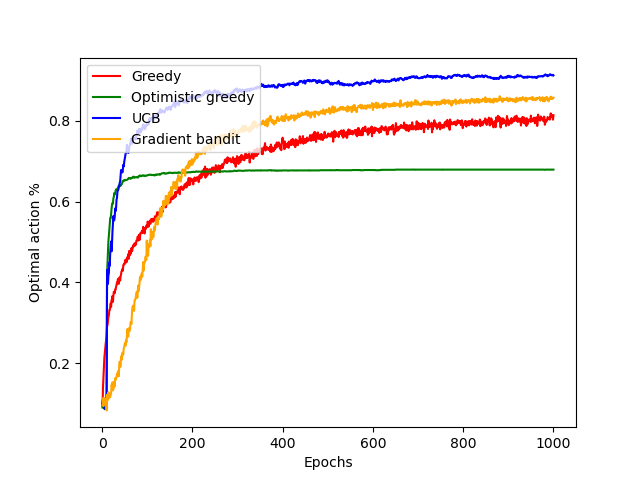 Greedy
Optimistic greedy
UCB
Gradient bandit
0.8
0.6
0.4
0.2
Optimal action %
0 200 400 600 800 1000
Epochs